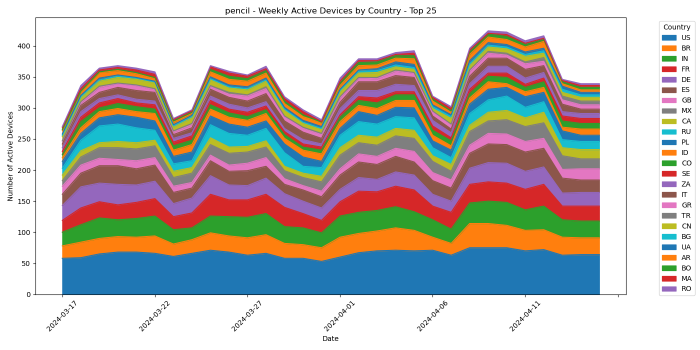 pencil - Weekly Active Devices by Country - Top 25
Number of Active Devices
400
350
300
250
200
150
100
50
0
2024-03-17
2024-03-22
2024-03-27
2024-04-01
2024-04-06
2024-04-11
Date
Country
US
BR
IN
FR
DE
ES
GB
MX
CA
RU
PL
ID
CO
SE
ZA
IT
GR
TR
CN
BG
UA
AR
BO
MA
RO